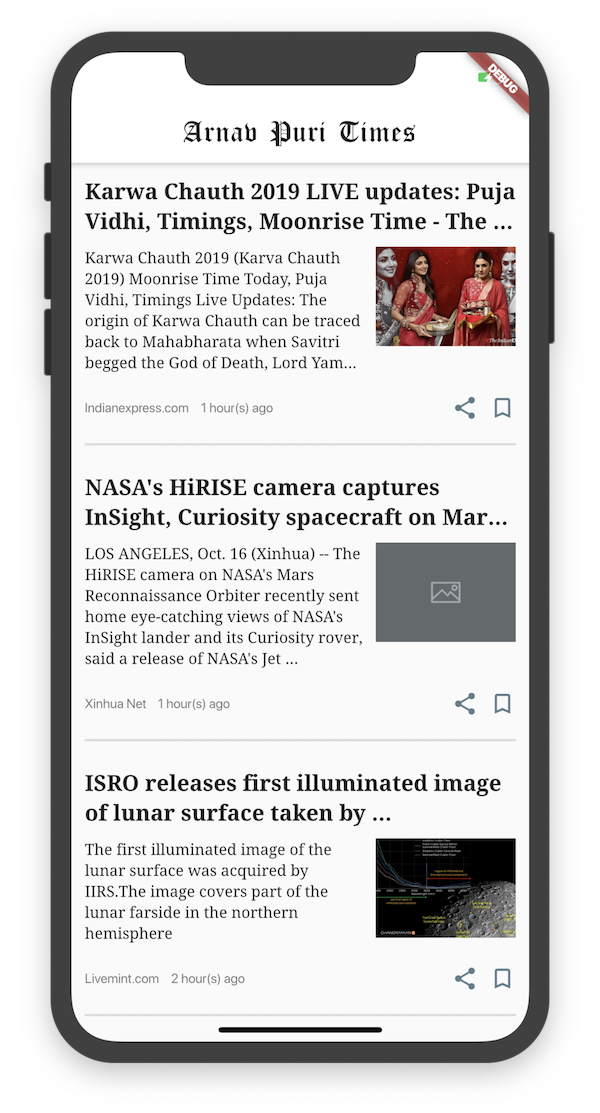 DEBUG
Arnav Puri Times
Karwa Chauth 2019 LIVE updates: Puja
Vidhi, Timings, Moonrise Time - The ...
Karwa Chauth 2019 (Karva Chauth
2019) Moonrise Time Today, Puja
Vidhi, Timings Live Updates: The
origin of Karwa Chauth can be traced
back to Mahabharata when Savitri
begged the God of Death, Lord Yam...
Indianexpress.com 1 hour(s) ago
NASA's HiRISE camera captures
InSight, Curiosity spacecraft on Mar...
LOS ANGELES, Oct. 16 (Xinhua) -- The
HiRISE camera on NASA's Mars
Reconnaissance Orbiter recently sent
home eye-catching views of NASA's
InSight lander and its Curiosity rover,
said a release of NASA's Jet ...
Xinhua Net 1 hour(s) ago
ISRO releases first illuminated image
of lunar surface taken by ...
The first illuminated image of the
lunar surface was acquired by
IIRS.The image covers part of the
lunar farside in the northern
hemisphere
Livemint.com 2 hour(s) ago